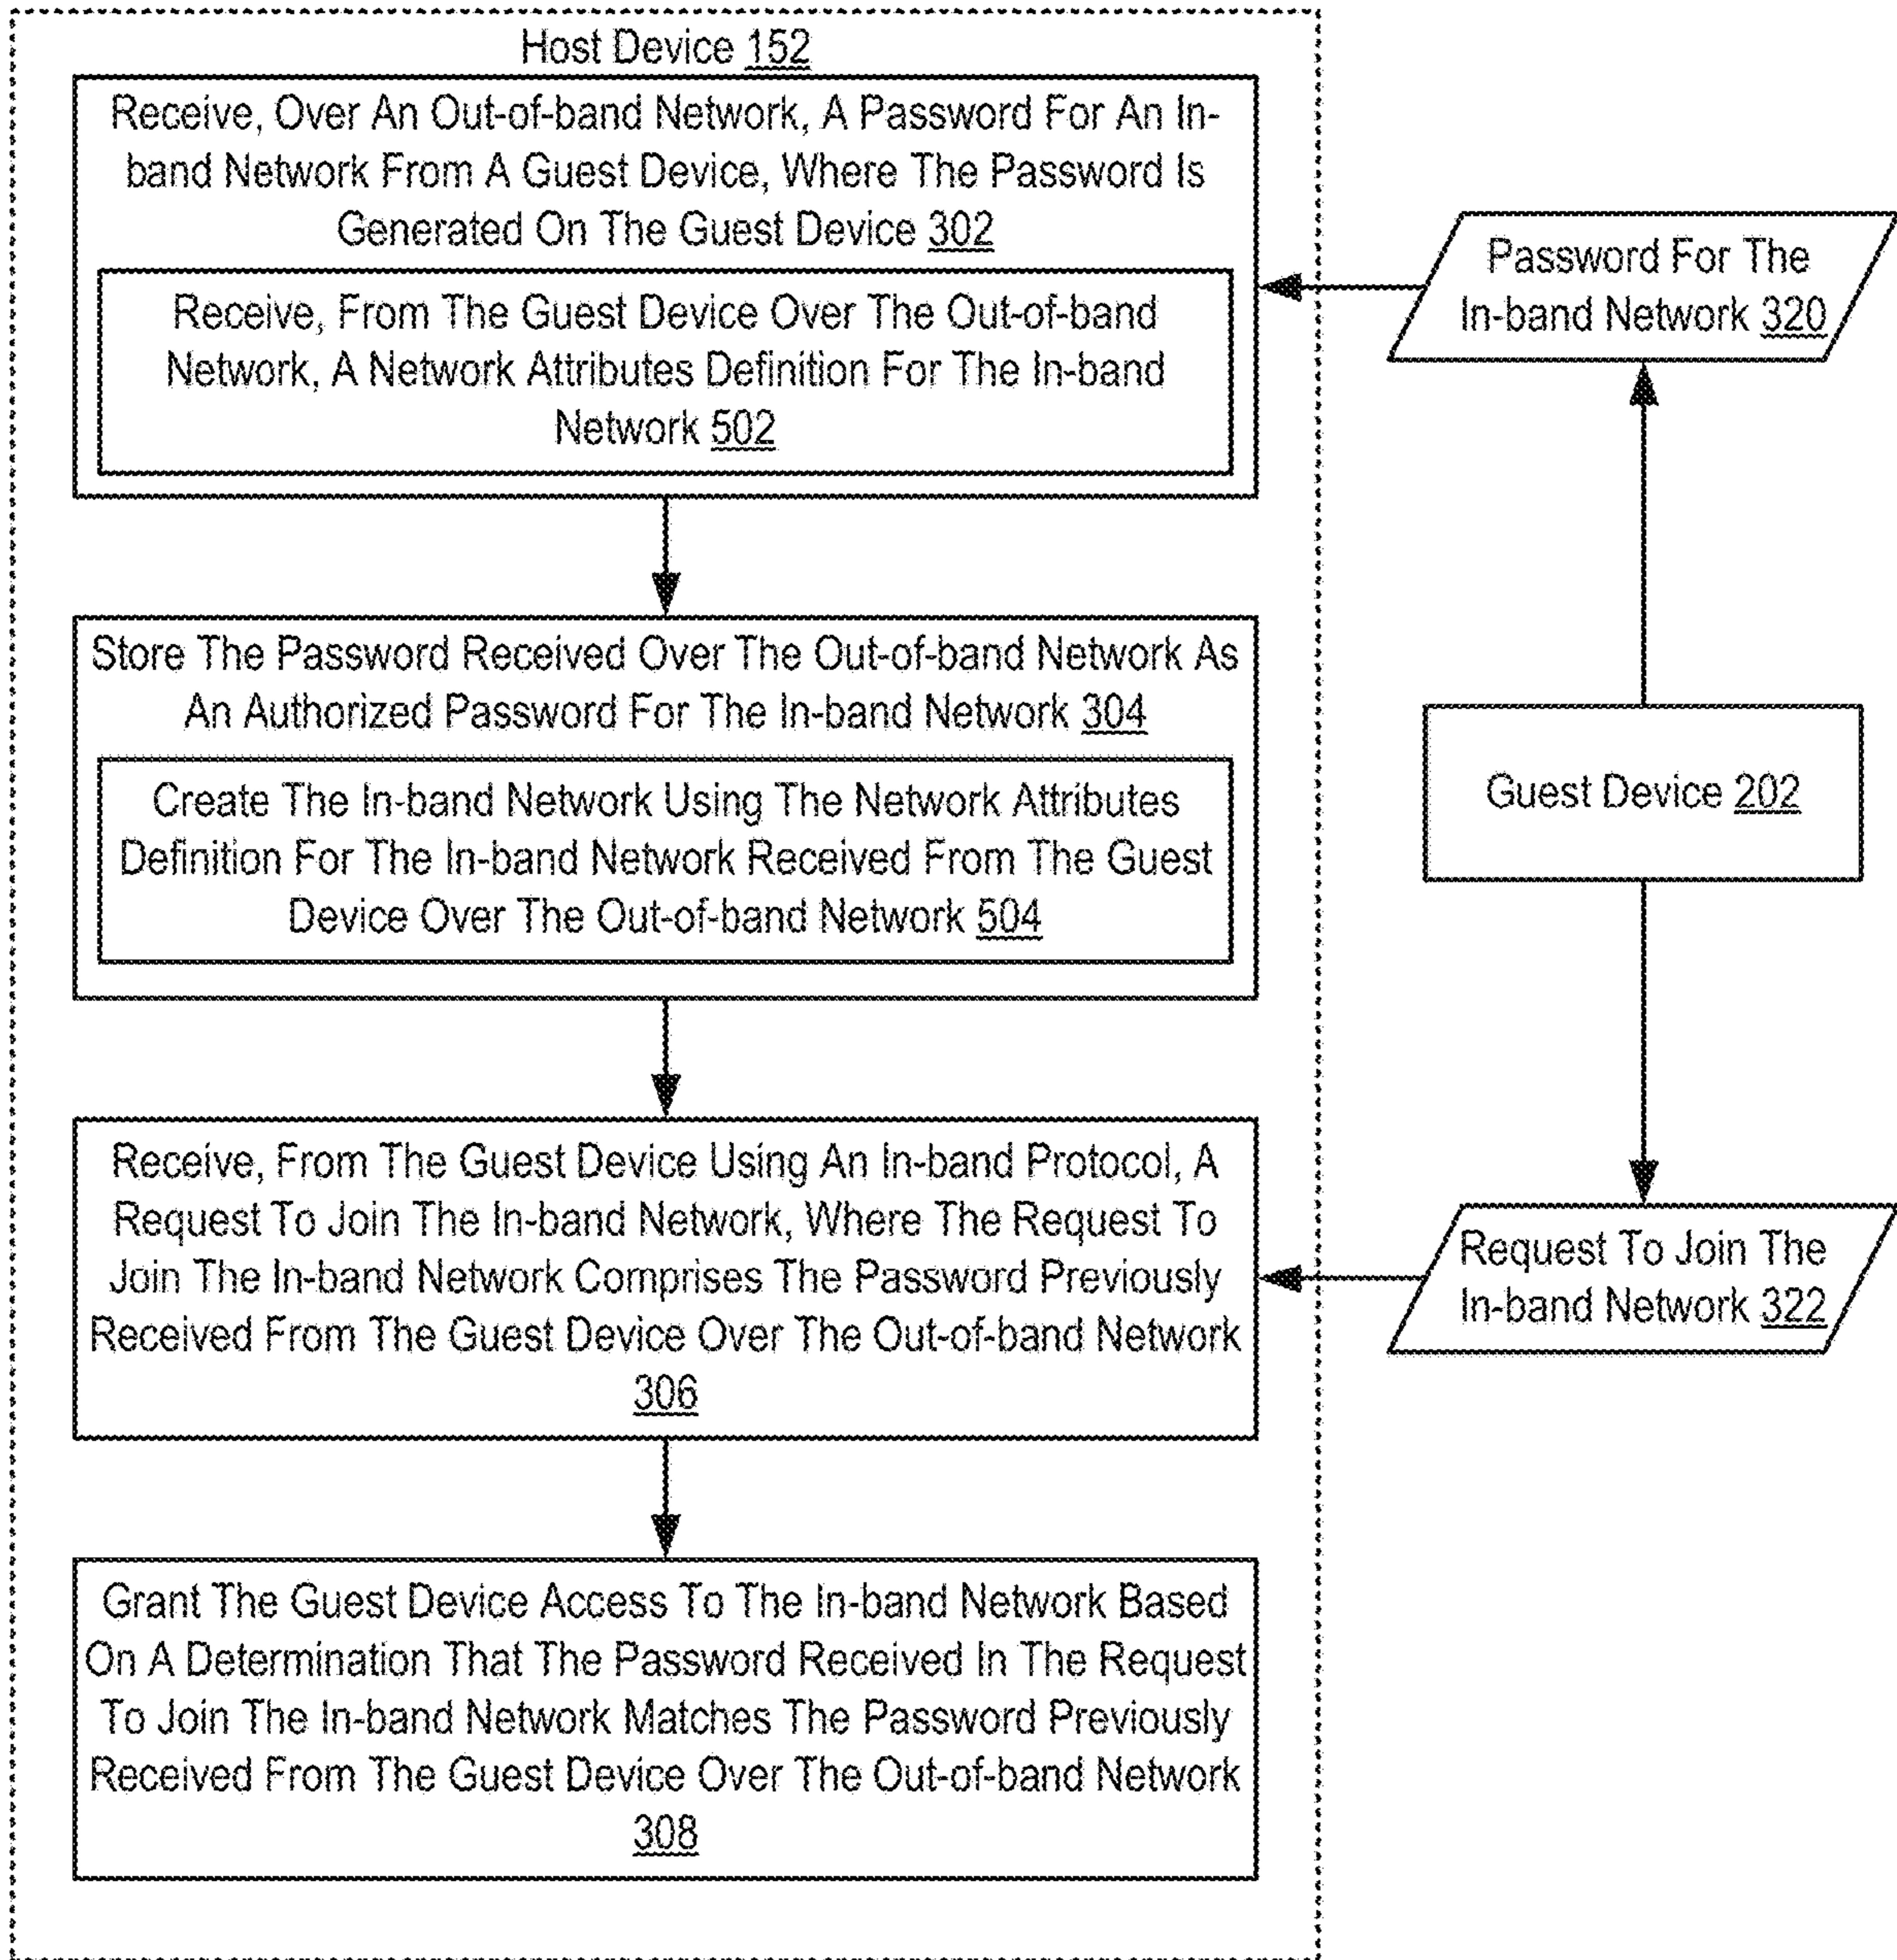 Host Device 152
Receive, Over An Out-of-band Network, A Password For An In-
band Network From A Guest Device, Where The Password Is
Generated On The Guest Device 302
Receive, From The Guest Device Over The Out-of-band
Network, A Network Attributes Definition For The In-band
Network 502
Password For The
In-band Network 320
Store The Password Received Over The Out-of-band Network As
An Authorized Password For The In-band Network 304
Create The In-band Network Using The Network Attributes
Definition For The In-band Network Received From The Guest
Device Over The Out-of-band Network 504
Guest Device 202
Receive, From The Guest Device Using An In-band Protocol, A
Request To Join The In-band Network, Where The Request To
Join The In-band Network Comprises The Password Previously
Received From The Guest Device Over The Out-of-band Network
306
Request To Join The
In-band Network 322
Grant The Guest Device Access To The In-band Network Based
On A Determination That The Password Received In The Request
To Join The In-band Network Matches The Password Previously
Received From The Guest Device Over The Out-of-band Network
308